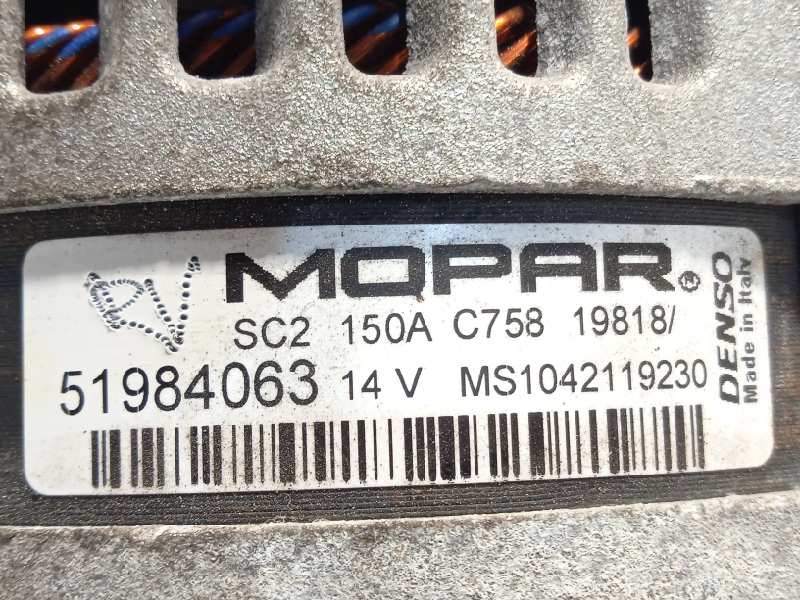 MOPAR®
SC2 150A C758 19818/
51984063 14 V MS1042119230
DENSO
Made in Italy